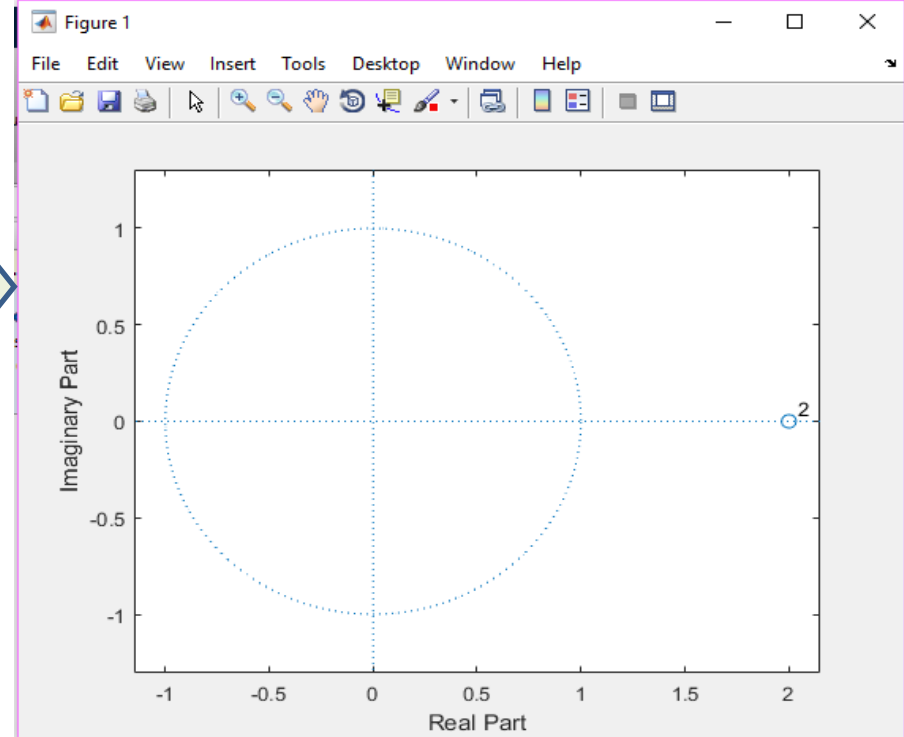 Figure 1
File Edit View Insert Tools Desktop Window Help
2
1
0.5
0
-0.5
-1
Imaginary Part
-1 -0.5 0 0.5 1 1.5 2
Real Part